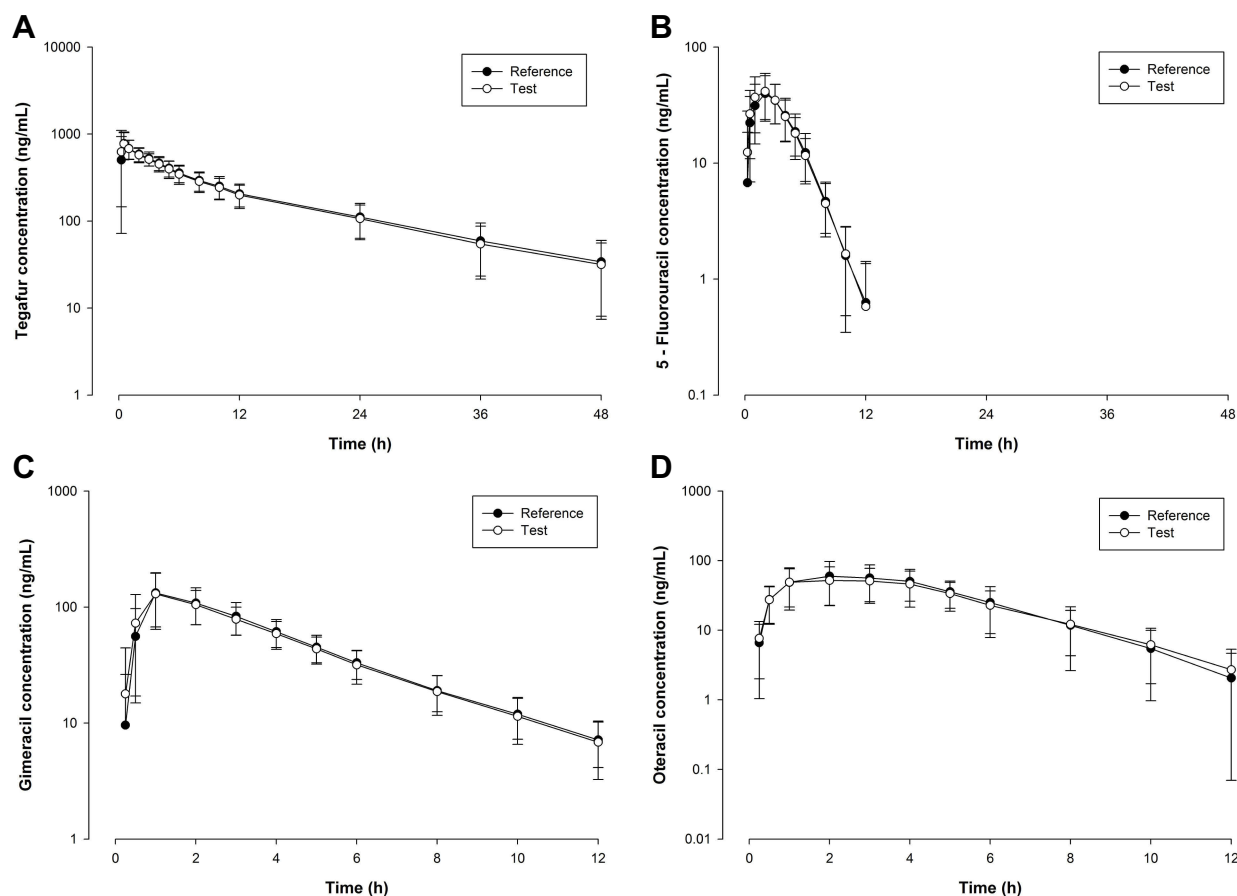 A
Tegafur concentration (ng/mL)
10000
1000
100
10
1
Reference
Test
0 12 24 36 48
Time (h)
B
5 - Fluorouracil concentration (ng/mL)
100
10
1
0.1
Reference
Test
0 12 24 36 48
Time (h)
C
Gimeracil concentration (ng/mL)
1000
100
10
1
Reference
Test
0 2 4 6 8 10 12
Time (h)
D
Oteracil concentration (ng/mL)
1000
100
10
1
0.1
0.01
Reference
Test
0 2 4 6 8 10 12
Time (h)